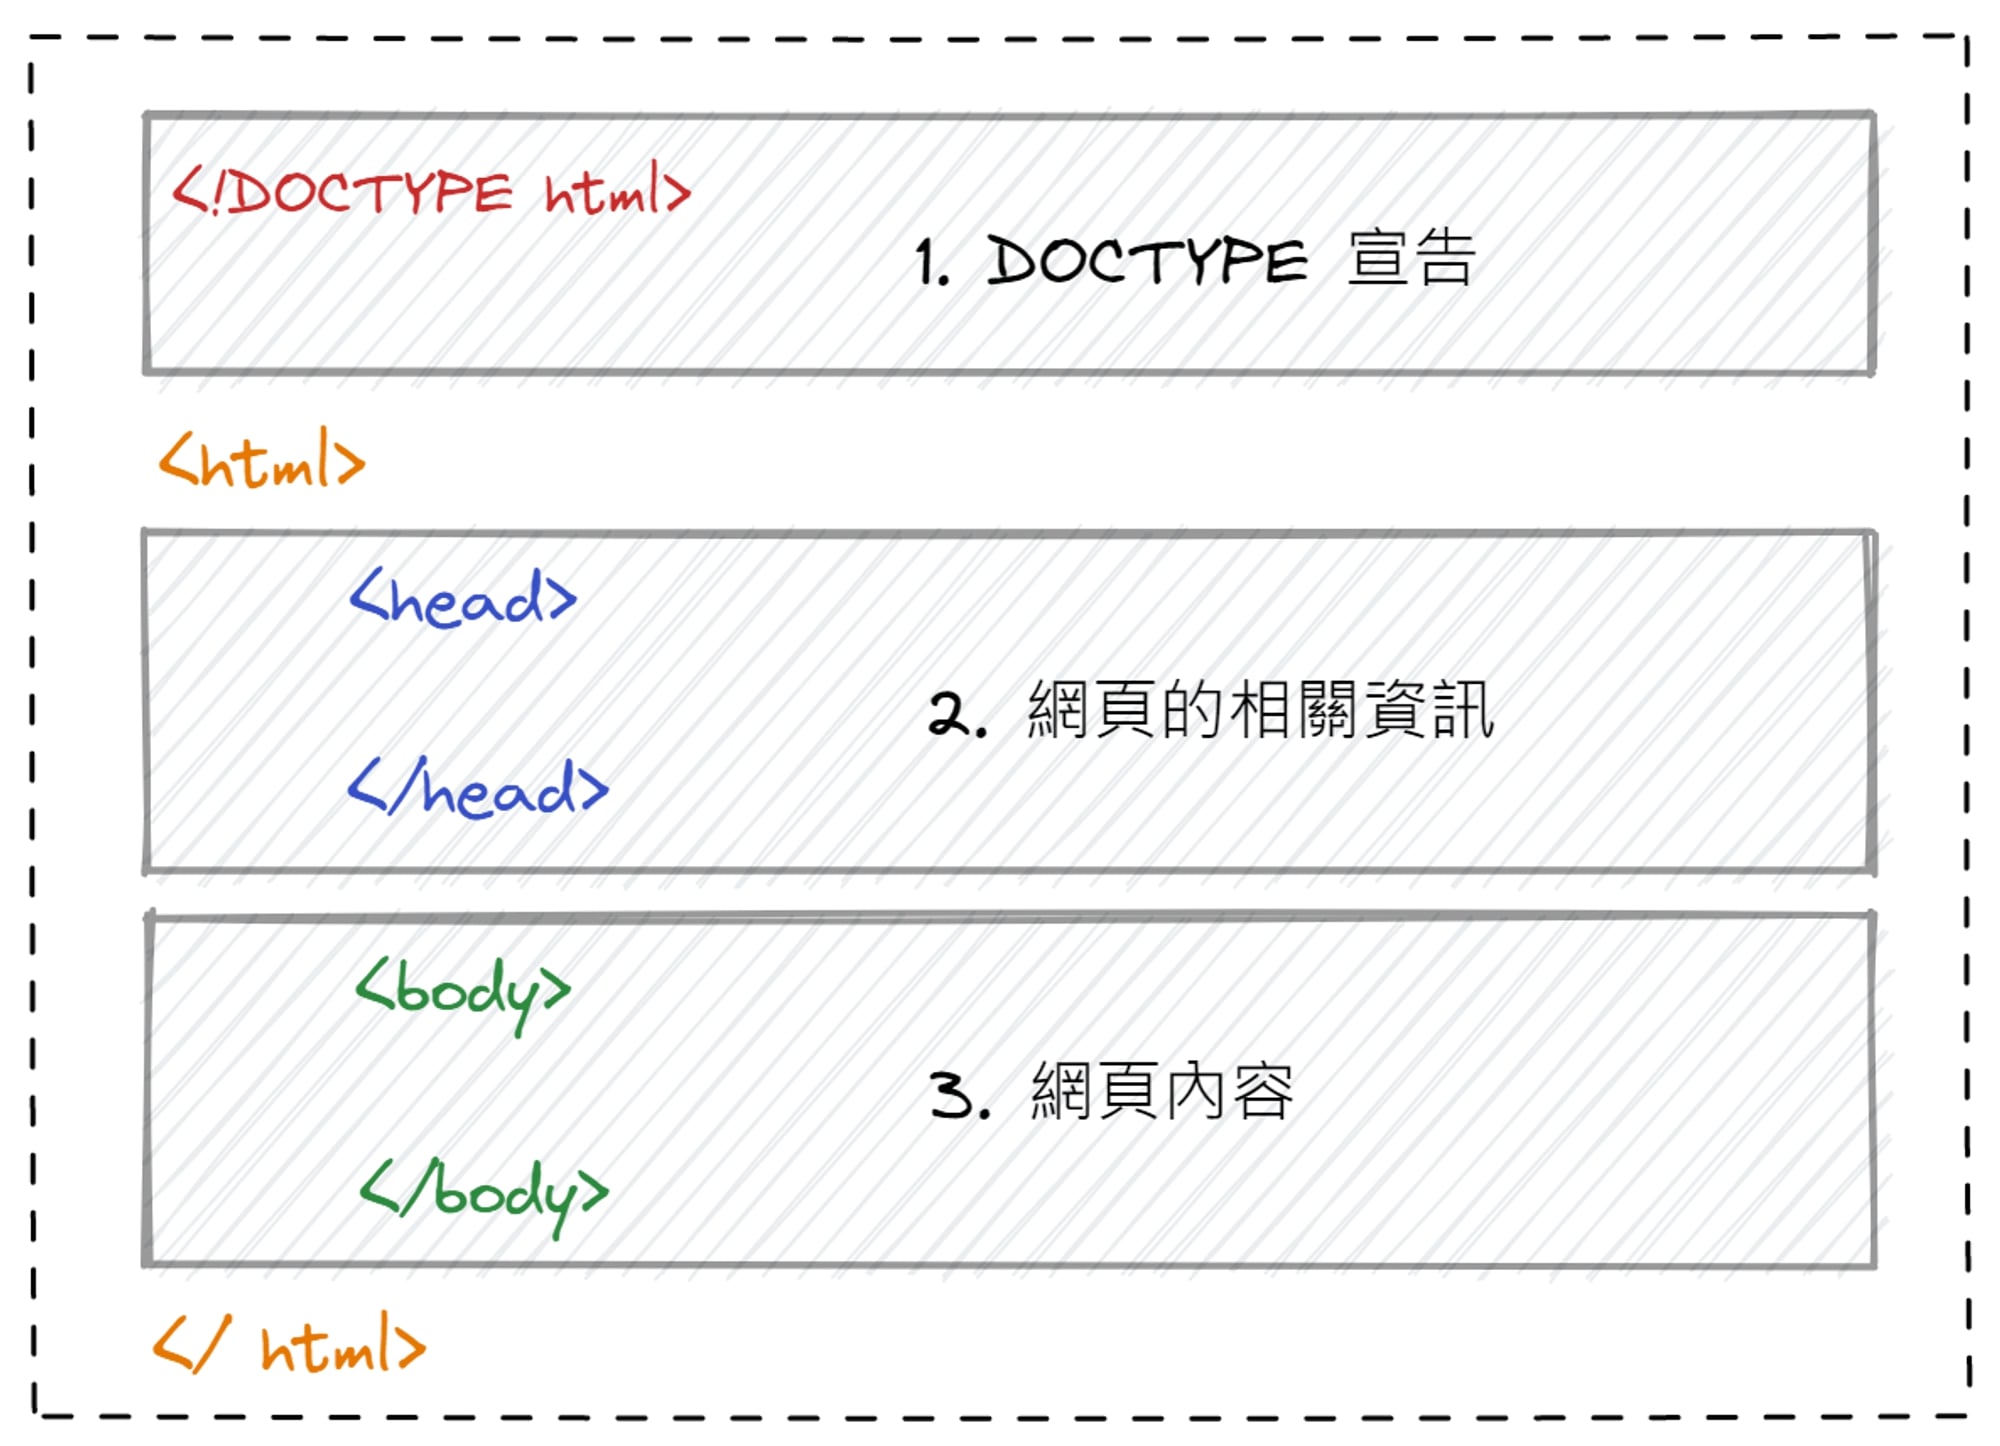 <!DOCTYPE html>
1. DOCTYPE 宣告
<html>
<head>
2. 網頁的相關資訊
</head>
<body>
3. 網頁內容
</body>
</ html>